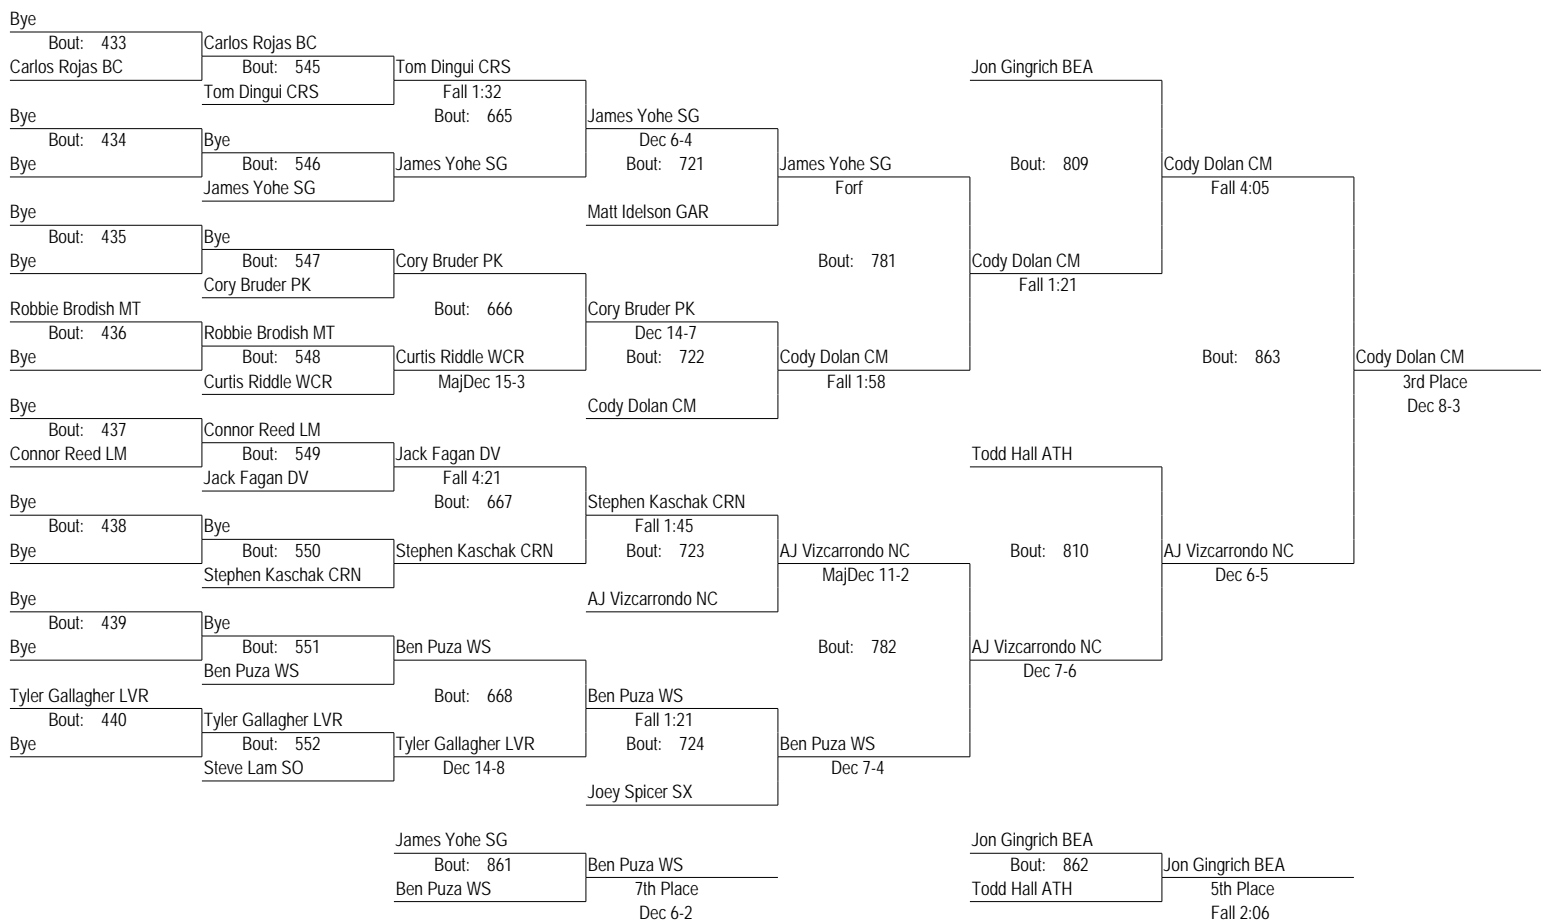 Bye
Bout: 433
Carlos Rojas BC
Bye
Bout: 434
Bye
Bye
Bout: 435
Bye
Robbie Brodish MT
Bout: 436
Bye
Bye
Bout: 437
Connor Reed LM
Bye
Bout: 438
Bye
Bye
Bout: 439
Bye
Tyler Gallagher LVR
Bout: 440
Bye
Carlos Rojas BC
Bout: 545
Tom Dingui CRS
Bye
Bout: 546
James Yohe SG
Bye
Bout: 547
Cory Bruder PK
Robbie Brodish MT
Bout: 548
Curtis Riddle WCR
Connor Reed LM
Bout: 549
Jack Fagan DV
Bye
Bout: 550
Stephen Kaschak CRN
Bye
Bout: 551
Ben Puza WS
Tyler Gallagher LVR
Bout: 552
Steve Lam SO
Tom Dingui CRS
Fall 1:32
Bout: 665
James Yohe SG
Cory Bruder PK
Bout: 666
Curtis Riddle WCR
MajDec 15-3
Jack Fagan DV
Fall 4:21
Bout: 667
Stephen Kaschak CRN
Ben Puza WS
Bout: 668
Tyler Gallagher LVR
Dec 14-8
James Yohe SG
Dec 6-4
Bout: 721
Matt Idelson GAR
Cory Bruder PK
Dec 14-7
Bout: 722
Cody Dolan CM
Stephen Kaschak CRN
Fall 1:45
Bout: 723
AJ Vizcarrondo NC
Ben Puza WS
Fall 1:21
Bout: 724
Joey Spicer SX
James Yohe SG
Forf
Bout: 781
Cody Dolan CM
Fall 1:58
AJ Vizcarrondo NC
MajDec 11-2
Bout: 782
Ben Puza WS
Dec 7-4
Jon Gingrich BEA
Bout: 809
Cody Dolan CM
Fall 1:21
Todd Hall ATH
Bout: 810
AJ Vizcarrondo NC
Dec 7-6
Cody Dolan CM
Fall 4:05
Bout: 863
AJ Vizcarrondo NC
Dec 6-5
Cody Dolan CM
3rd Place
Dec 8-3
James Yohe SG
Bout: 861
Ben Puza WS
Ben Puza WS
7th Place
Dec 6-2
Jon Gingrich BEA
Bout: 862
Todd Hall ATH
Jon Gingrich BEA
5th Place
Fall 2:06